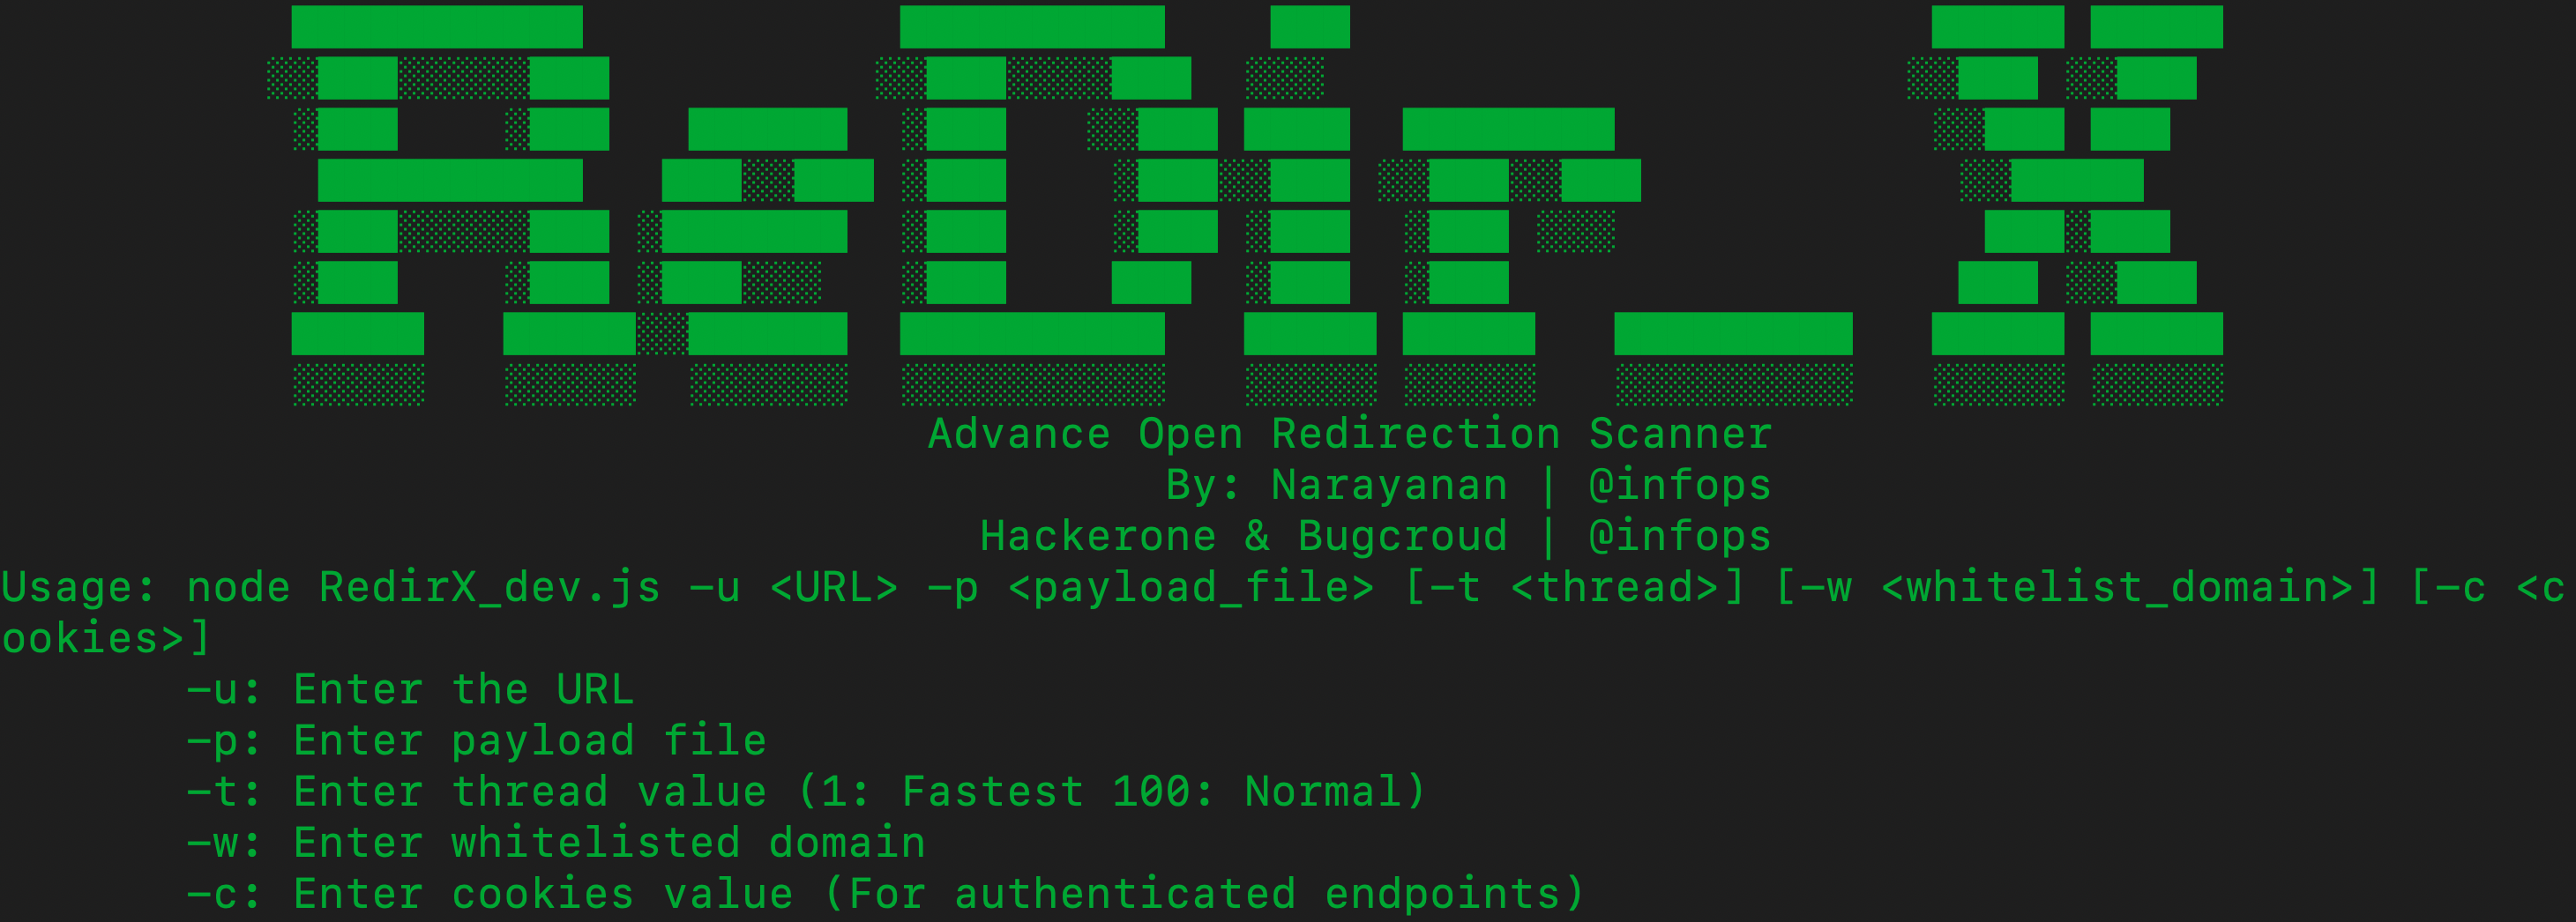 ReDir_X
Advance Open Redirection Scanner
By: Narayanan | @infops
Hackerone & Bugcroud | @infops
Usage: node RedirX_dev.js -u <URL> -p <payload_file> [-t <thread>] [-w <whitelist_domain>] [-c <c
ookies>]
-u: Enter the URL
-p: Enter payload file
-t: Enter thread value (1: Fastest 100: Normal)
-w: Enter whitelisted domain
-c: Enter cookies value (For authenticated endpoints)